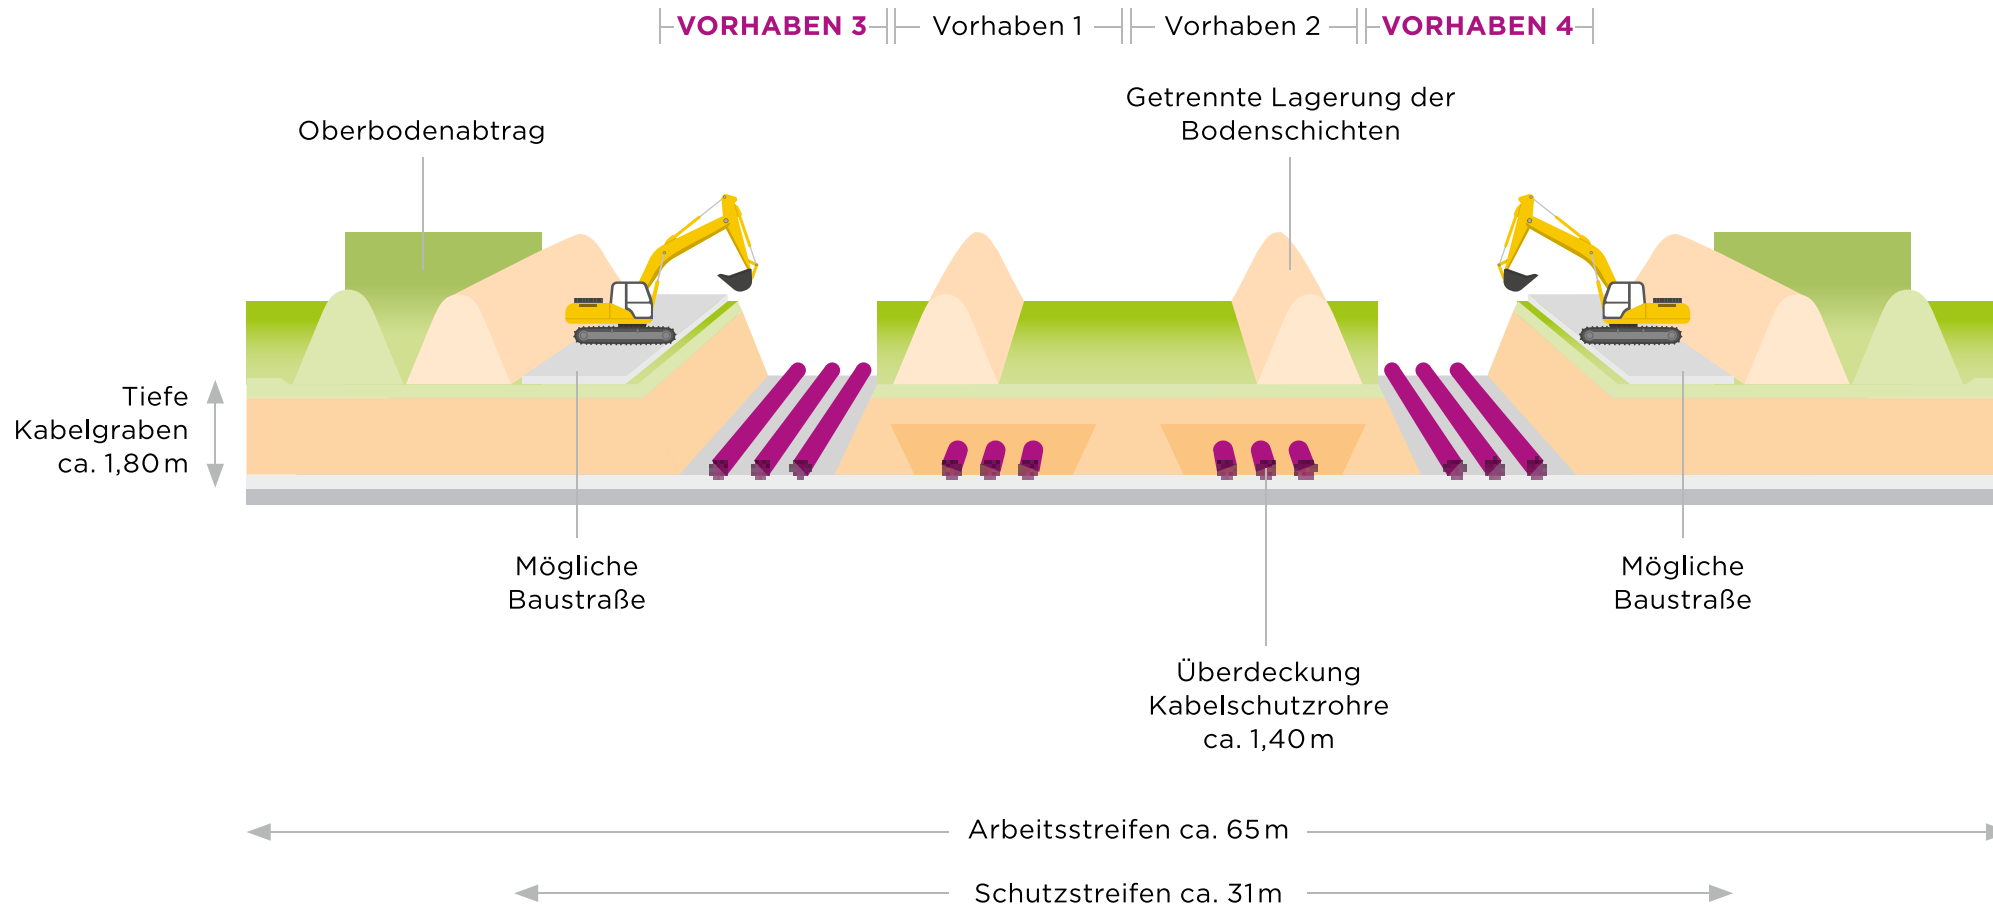 VORHABEN 3 Vorhaben 1 Vorhaben 2 VORHABEN 4
Getrennte Lagerung der
Bodenschichten
Oberbodenabtrag
Tiefe
Kabelgraben
ca. 1,80 m
Mögliche
Baustraße
Mögliche
Baustraße
Überdeckung
Kabelschutzrohre
ca. 1,40 m
Arbeitsstreifen ca. 65 m
Schutzstreifen ca. 31 m